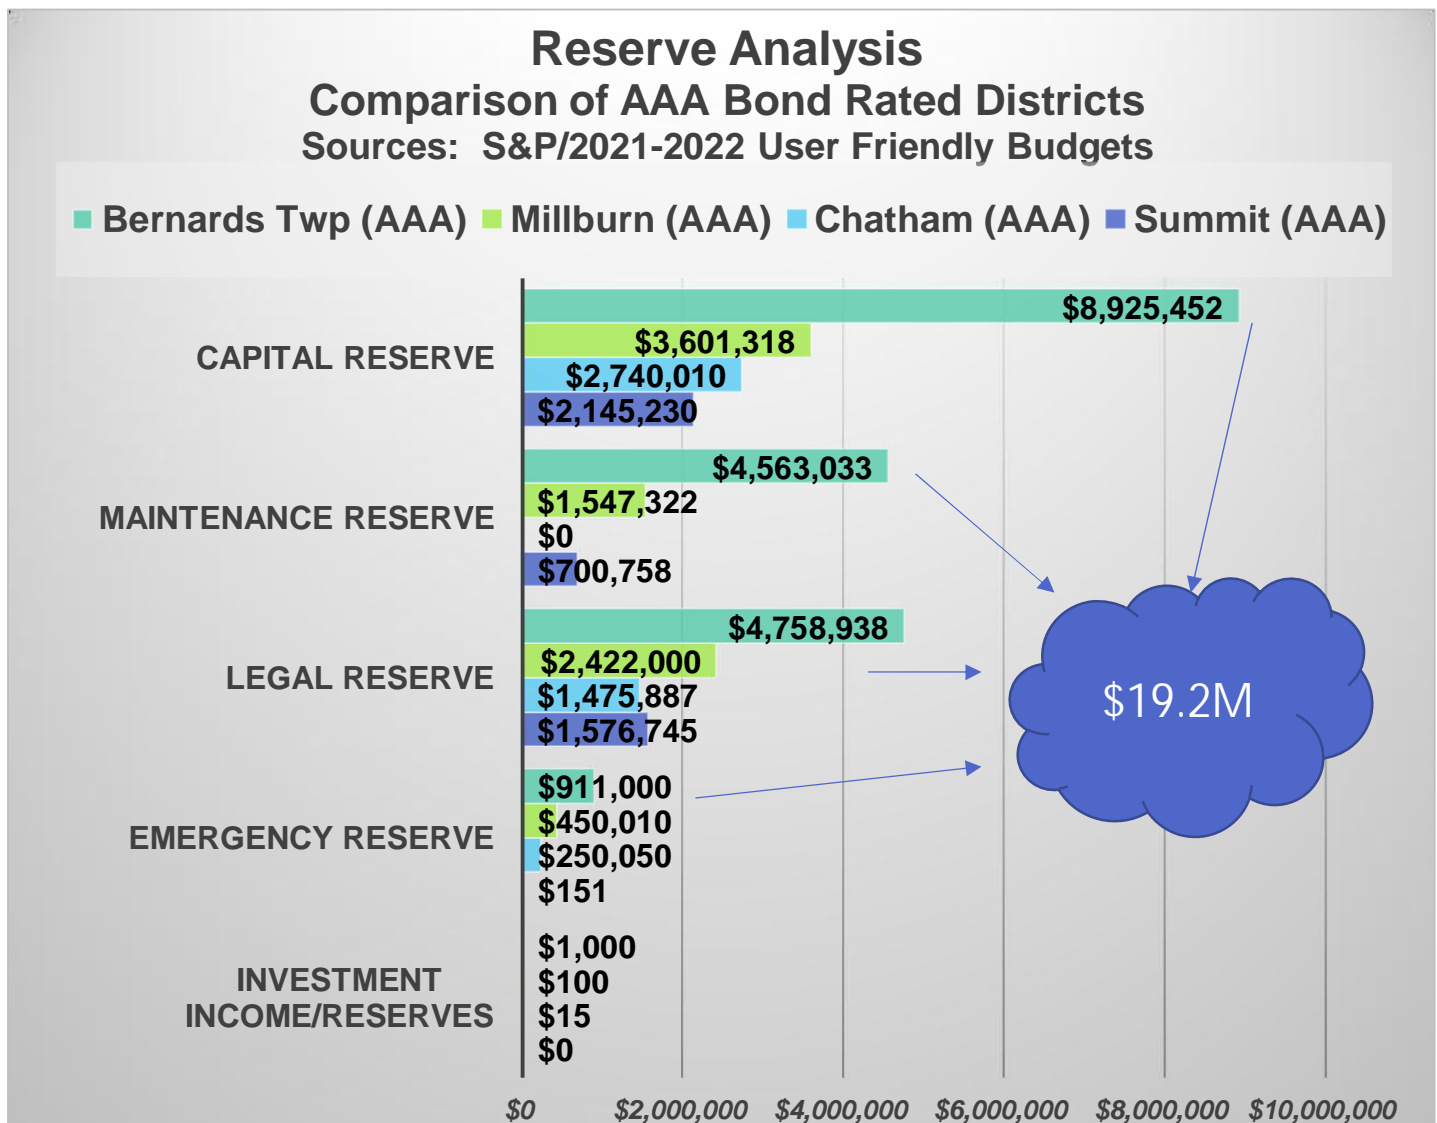 Reserve Analysis
Comparison of AAA Bond Rated Districts
Sources: S&P/2021-2022 User Friendly Budgets
Bernards Twp (AAA) Millburn (AAA) Chatham (AAA) Summit (AAA)
CAPITAL RESERVE
$8,925,452
$3,601,318
$2,740,010
$2,145,230
MAINTENANCE RESERVE
$4,563,033
$1,547,322
$0
$700,758
LEGAL RESERVE
$4,758,938
$2,422,000
$1,475,887
$1,576,745
EMERGENCY RESERVE
$911,000
$450,010
$250,050
$151
INVESTMENT
INCOME/RESERVES
$1,000
$100
$15
$0
$19.2M
$0 $2,000,000 $4,000,000 $6,000,000 $8,000,000 $10,000,000